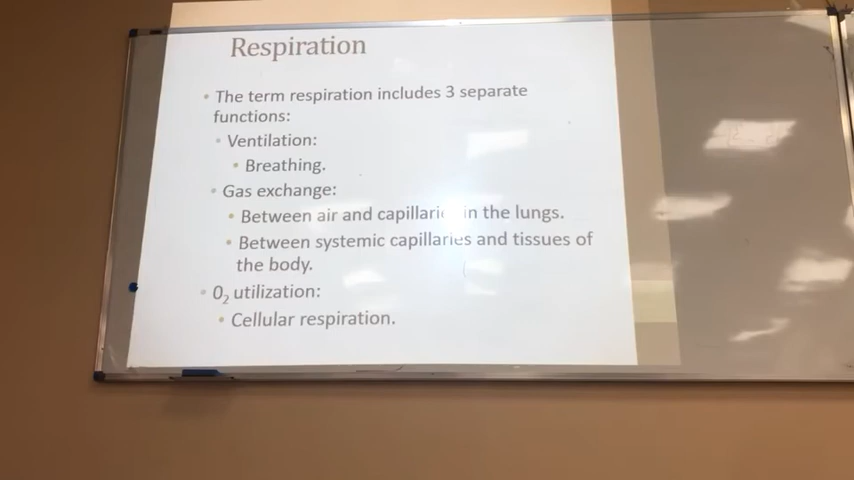 Respiration
• The term respiration includes 3 separate
functions:
• Ventilation:
• Breathing.
• Gas exchange:
• Between air and capillaries in the lungs.
• Between systemic capillaries and tissues of
the body.
• 0₂ utilization:
• Cellular respiration.